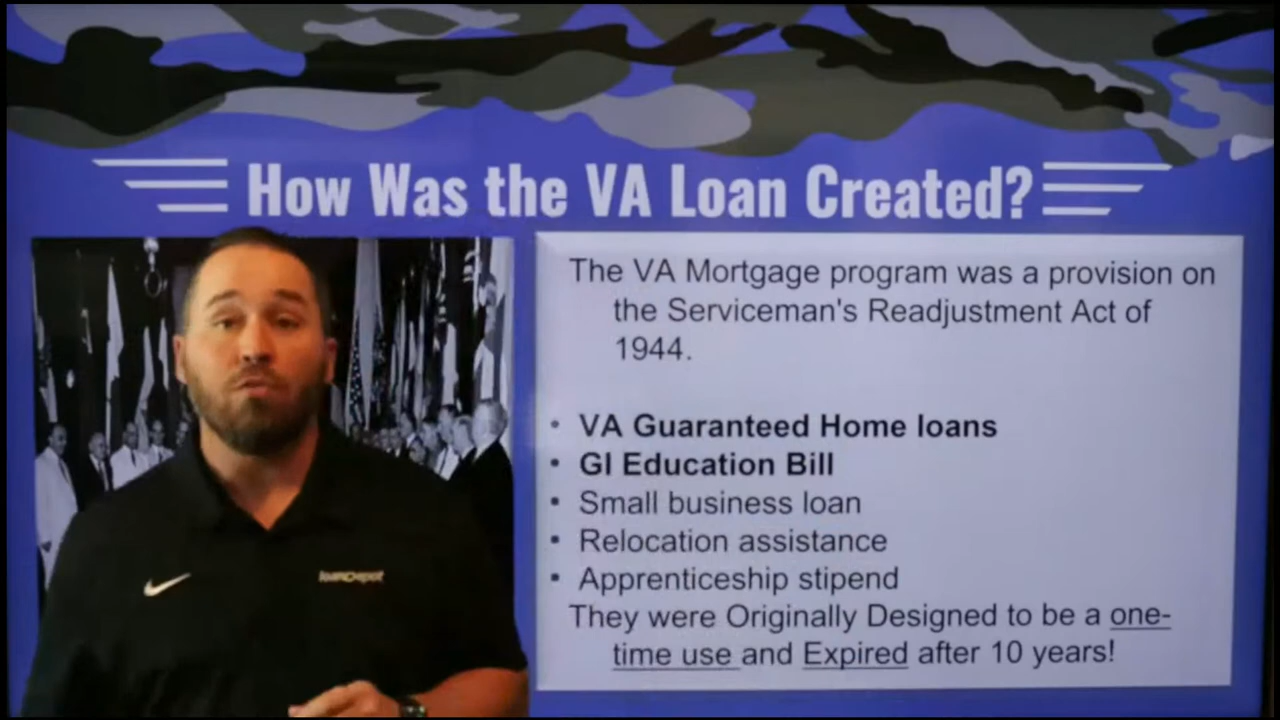 How Was the VA Loan Created?
The VA Mortgage program was a provision on
the Serviceman's Readjustment Act of
1944.
• VA Guaranteed Home loans
• GI Education Bill
• Small business loan
• Relocation assistance
• Apprenticeship stipend
They were Originally Designed to be a one-
time use and Expired after 10 years!
loanDepot